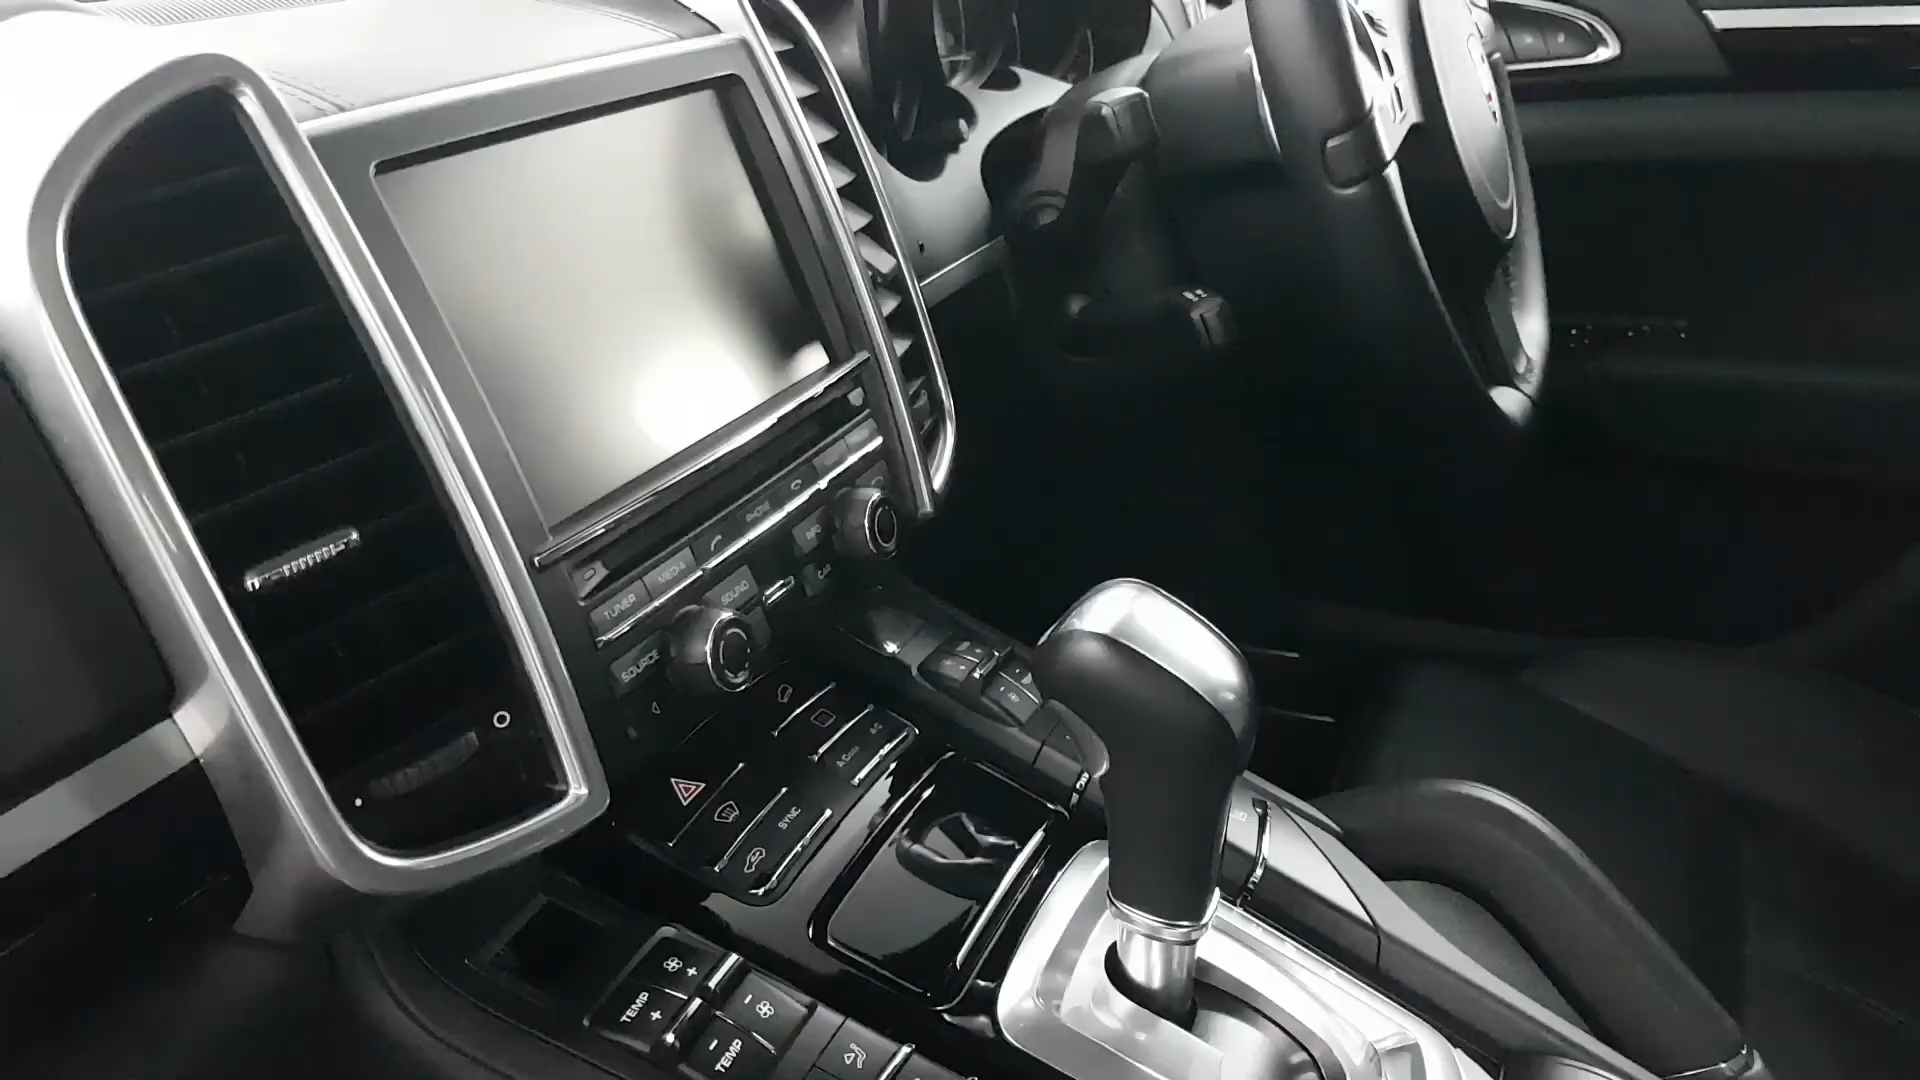 PHONE
INFO
MEDIA
TUNER
SOUND
CAR
SOURCE
A/C
SYNC
TEMP
+
+
-
-
TEMP